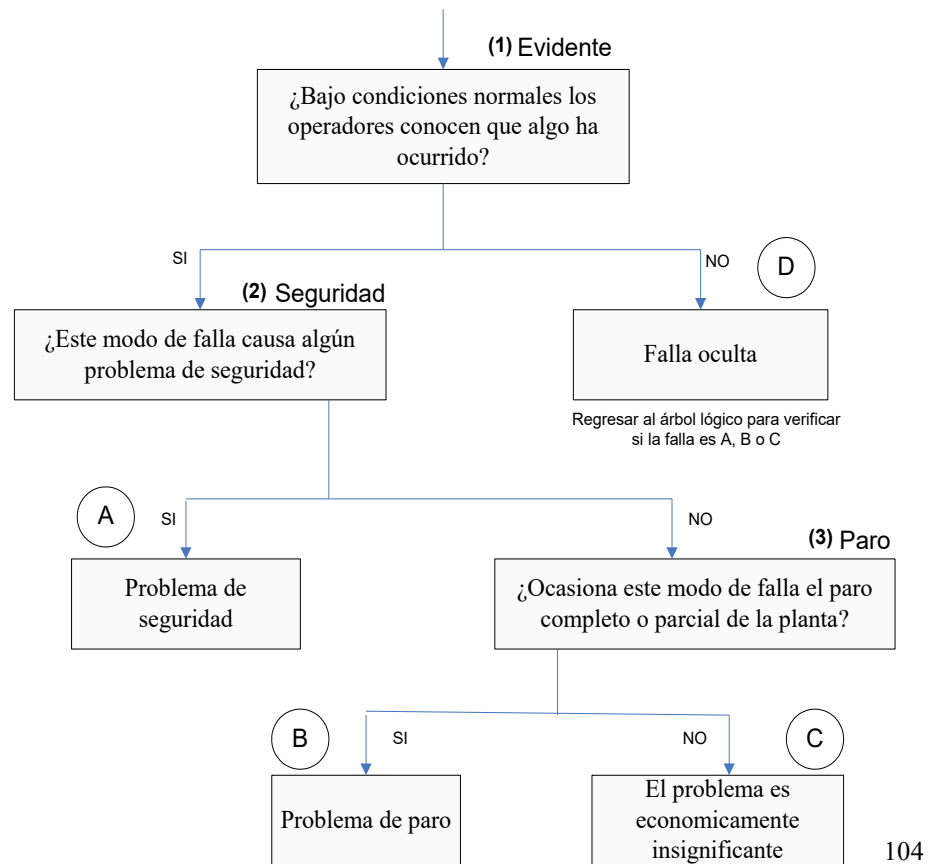 (1) Evidente
¿Bajo condiciones normales los
operadores conocen que algo ha
ocurrido?
SI
NO
D
(2) Seguridad
¿Este modo de falla causa algún
problema de seguridad?
Falla oculta
Regresar al árbol lógico para verificar
si la falla es A, B o C
A
SI
NO
(3) Paro
Problema de
seguridad
¿Ocasiona este modo de falla el paro
completo o parcial de la planta?
B
SI
NO
C
Problema de paro
El problema es
economicamente
insignificante
104